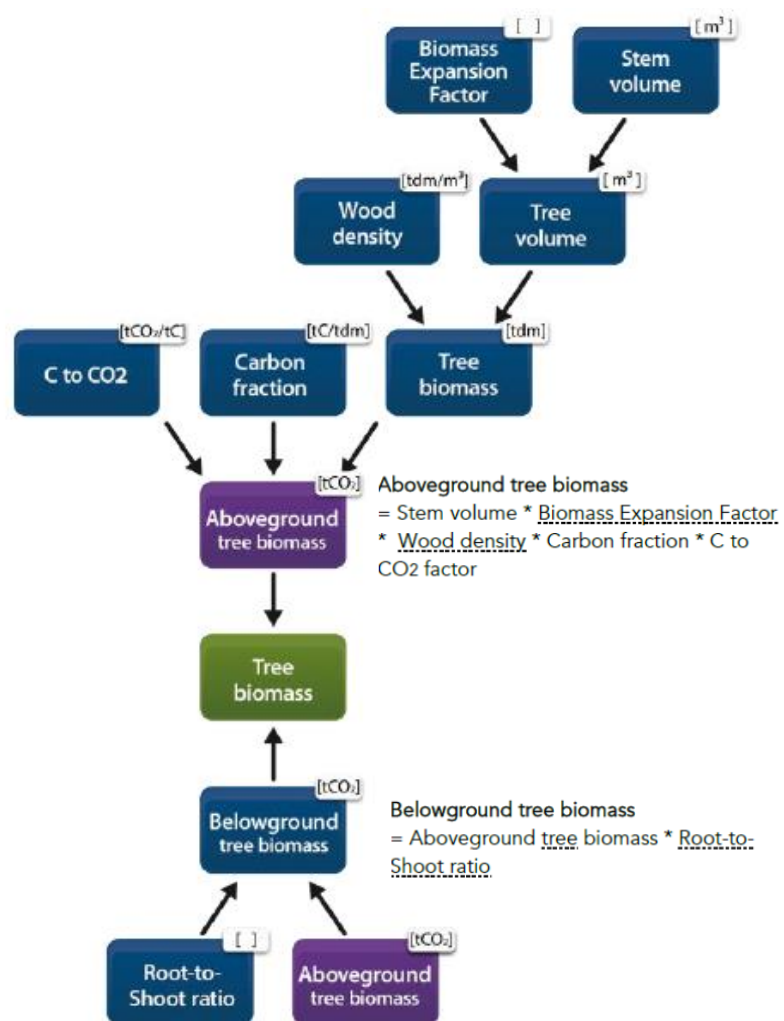 [ ]
Biomass
Expansion
Factor
[ m³ ]
Stem
volume
[tdm/m³]
Wood
density
[ m³ ]
Tree
volume
[tCO₂/tC]
C to CO2
[tC/tdm]
Carbon
fraction
[tdm]
Tree
biomass
[tCO₂]
Aboveground
tree biomass
Aboveground tree biomass
= Stem volume * Biomass Expansion Factor
* Wood density * Carbon fraction * C to
CO2 factor
Tree
biomass
[tCO₂]
Belowground
tree biomass
Belowground tree biomass
= Aboveground tree biomass * Root-to-
Shoot ratio
[ ]
Root-to-
Shoot ratio
[tCO₂]
Aboveground
tree biomass